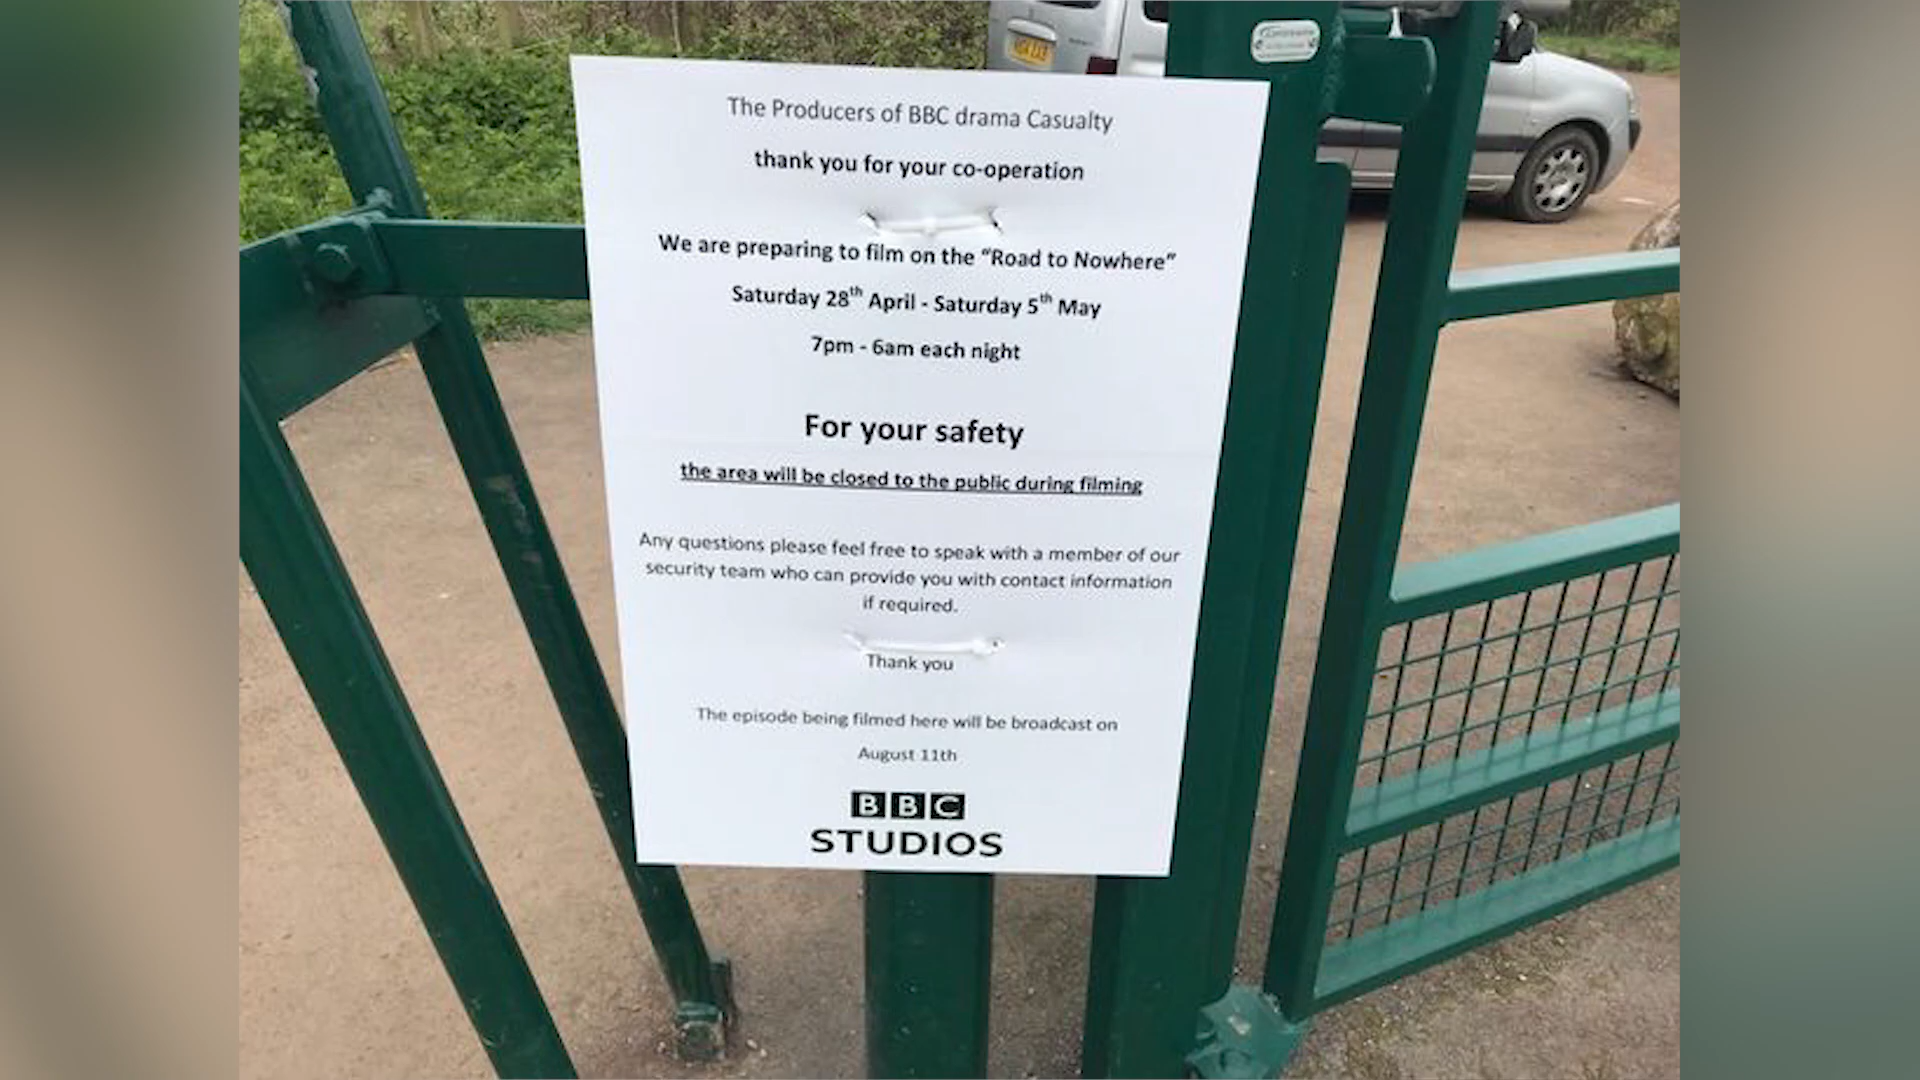 The Producers of BBC drama Casualty
thank you for your co-operation
We are preparing to film on the “Road to Nowhere”
Saturday 28th April - Saturday 5th May
7pm - 6am each night
For your safety
the area will be closed to the public during filming
Any questions please feel free to speak with a member of our
security team who can provide you with contact information
if required.
Thank you
The episode being filmed here will be broadcast on
August 11th
BBC
STUDIOS